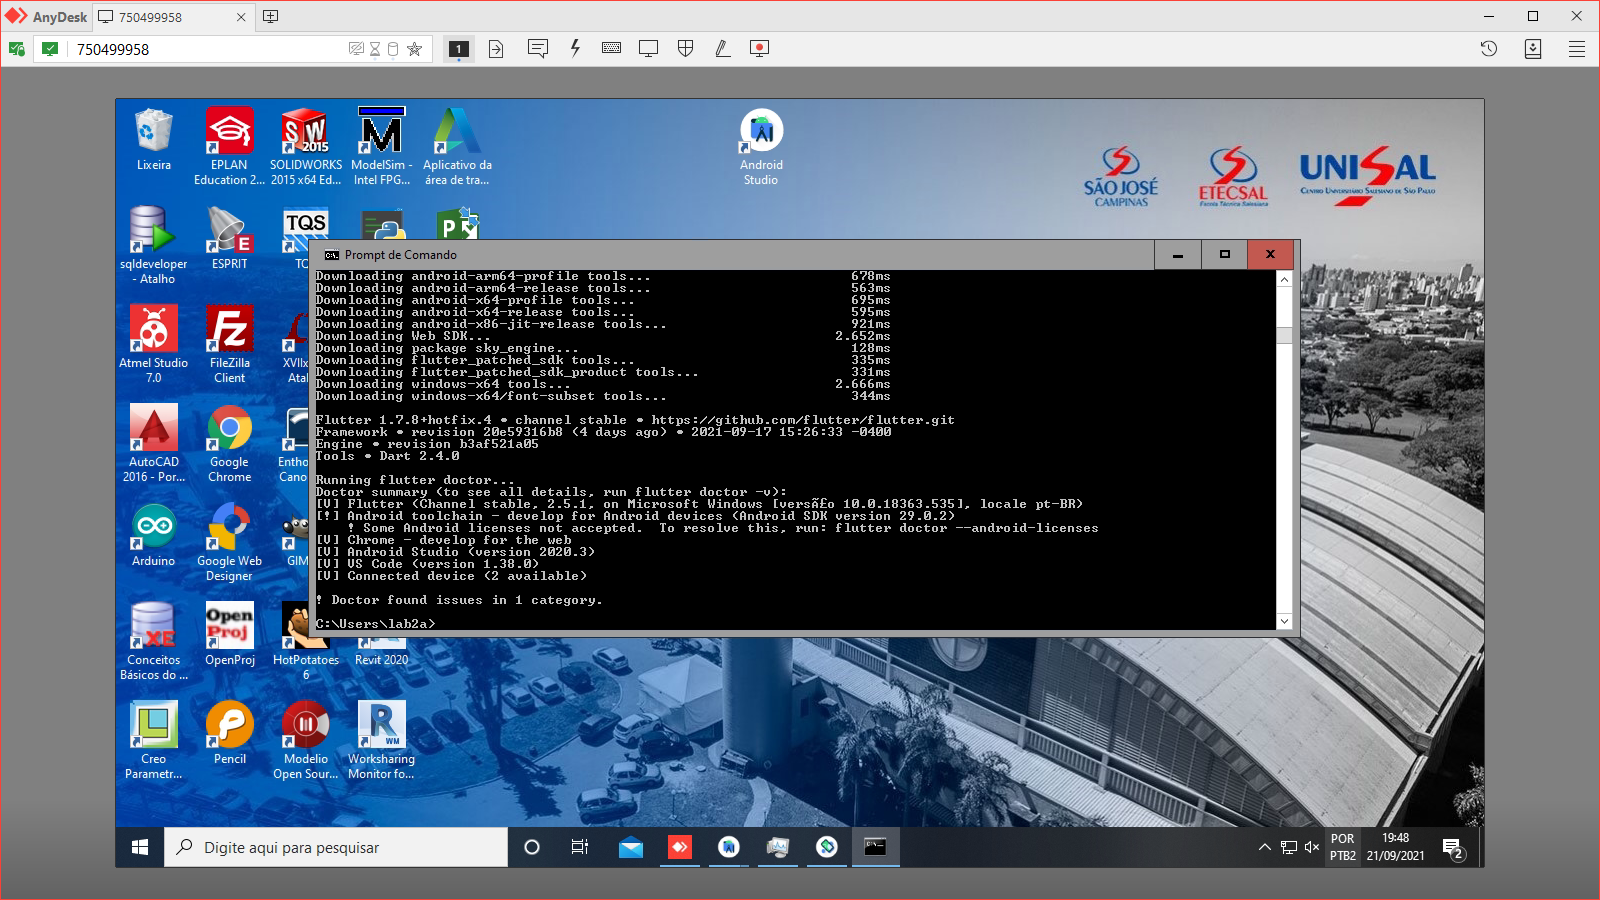 AnyDesk
750499958
750499958
1
Lixeira
EPLAN
Education 2...
SOLIDWORKS
2015 x64 Ed...
ModelSim -
Intel FPG...
Aplicativo da
área de tra...
Android
Studio
SÃO JOSÉ
CAMPINAS
ETECSAL
Escola Técnica Salesiana
UNISAL
CENTRO UNIVERSITÁRIO SALESIANO DE SÃO PAULO
sqldeveloper
- Atalho
ESPRIT
TQS
TQ
Prompt de Comando
Downloading android-arm64-profile tools... 678ms
Downloading android-arm64-release tools... 563ms
Downloading android-x64-profile tools... 695ms
Downloading android-x64-release tools... 595ms
Downloading android-x86-jit-release tools... 921ms
Downloading Web SDK... 2.652ms
Downloading package sky_engine... 128ms
Downloading flutter_patched_sdk tools... 335ms
Downloading flutter_patched_sdk_product tools... 331ms
Downloading windows-x64 tools... 2.666ms
Downloading windows-x64/font-subset tools... 344ms
Flutter 1.7.8+hotfix.4 • channel stable • https://github.com/flutter/flutter.git
Framework • revision 20e59316b8 (4 days ago) • 2021-09-17 15:26:33 -0400
Engine • revision b3af521a05
Tools • Dart 2.4.0
Running flutter doctor...
Doctor summary (to see all details, run flutter doctor -v):
[V] Flutter (Channel stable, 2.5.1, on Microsoft Windows [versÃ£o 10.0.18363.535], locale pt-BR)
[!] Android toolchain - develop for Android devices (Android SDK version 29.0.2)
! Some Android licenses not accepted.  To resolve this, run: flutter doctor --android-licenses
[V] Chrome - develop for the web
[V] Android Studio (version 2020.3)
[V] VS Code (version 1.38.0)
[V] Connected device (2 available)
! Doctor found issues in 1 category.
C:\Users\lab2a>
Atmel Studio
7.0
FileZilla
Client
XVIIx
Atal
AutoCAD
2016 - Por...
Google
Chrome
Entho
Cano
Arduino
Google Web
Designer
GIM
Conceitos
Básicos do ...
Open
Proj
OpenProj
HotPotatoes
6
Revit 2020
Creo
Parametr...
Pencil
Modelio
Open Sour...
WM
Worksharing
Monitor fo...
Digite aqui para pesquisar
POR
PTB2
19:48
21/09/2021
2